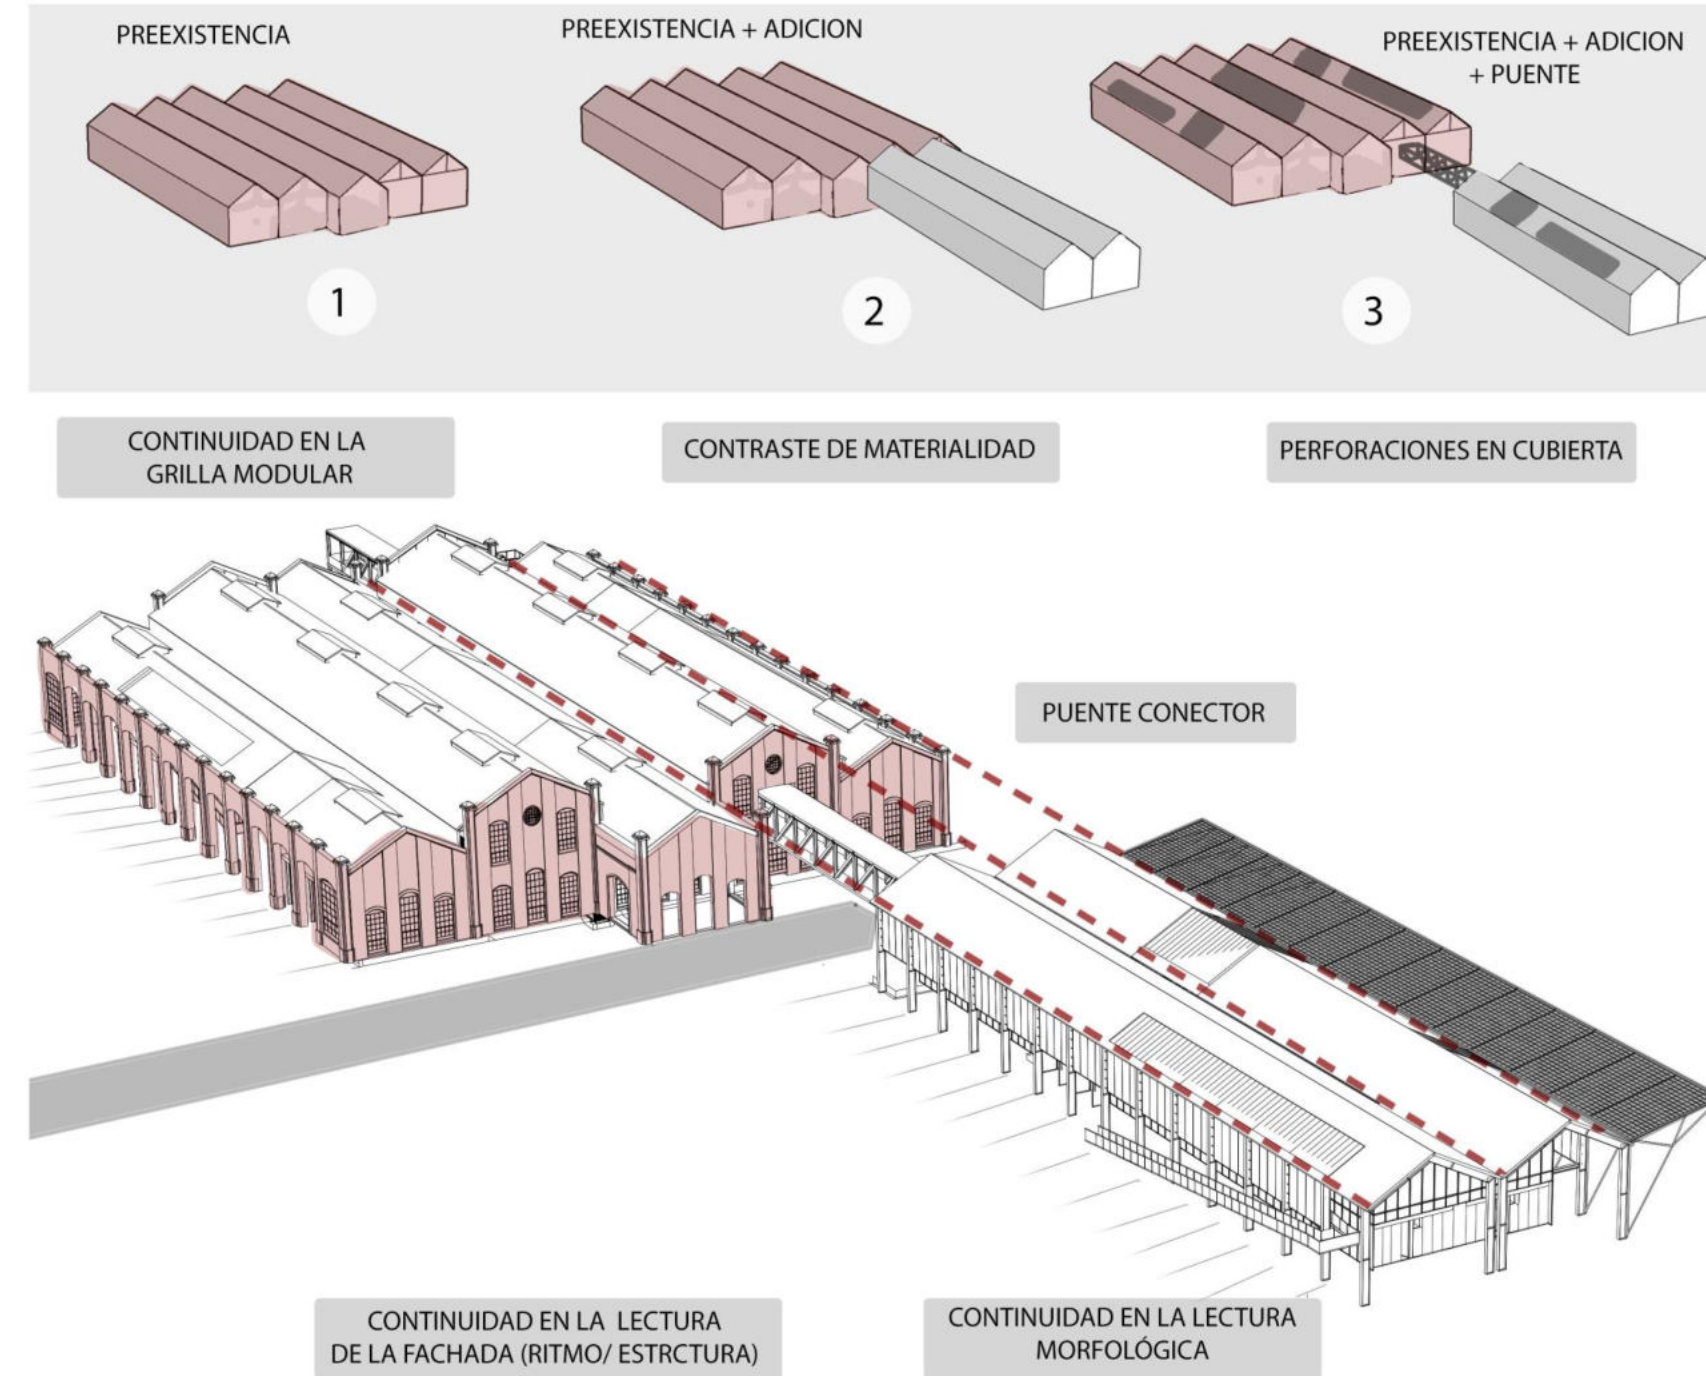 PREEXISTENCIA
PREEXISTENCIA + ADICION
PREEXISTENCIA + ADICION
+ PUENTE
1
2
3
CONTINUIDAD EN LA
GRILLA MODULAR
CONTRASTE DE MATERIALIDAD
PERFORACIONES EN CUBIERTA
PUENTE CONECTOR
CONTINUIDAD EN LA LECTURA
DE LA FACHADA (RITMO/ ESTRCTURA)
CONTINUIDAD EN LA LECTURA
MORFOLÓGICA